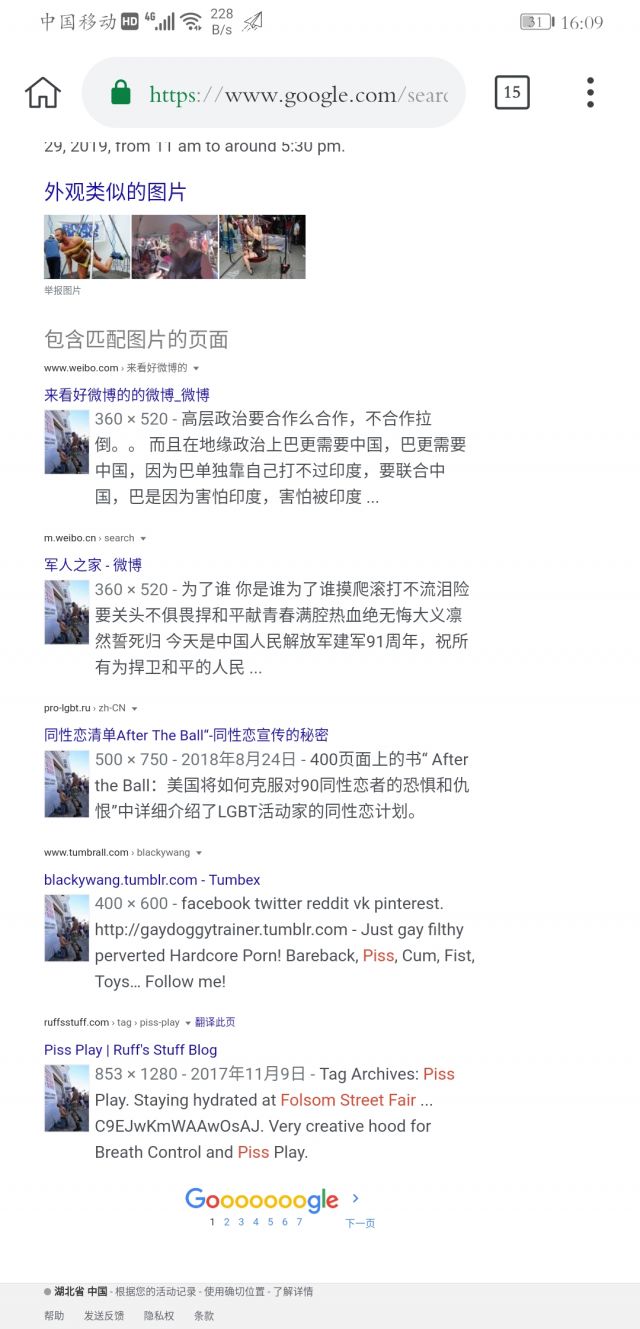 中国移动 HD 4G 228 B/s 31 16:09
https://www.google.com/searc 15
29, 2019, from 11 am to around 5:30 pm.
外观类似的图片
举报图片
包含匹配图片的页面
www.weibo.com › 来看好微博的
来看好微博的的微博_微博
360 × 520 - 高层政治要合作么合作，不合作拉
倒。。 而且在地缘政治上巴更需要中国，巴更需要
中国，因为巴单独靠自己打不过印度，要联合中
国，巴是因为害怕印度，害怕被印度 ...
m.weibo.cn › search
军人之家 - 微博
360 × 520 - 为了谁 你是谁为了谁摸爬滚打不流泪险
要关头不俱畏捍和平献青春满腔热血绝无悔大义凛
然誓死归 今天是中国人民解放军建军91周年，祝所
有为捍卫和平的人民 ...
pro-lgbt.ru › zh-CN
同性恋清单After The Ball“-同性恋宣传的秘密
500 × 750 - 2018年8月24日 - 400页面上的书“ After
the Ball：美国将如何克服对90同性恋者的恐惧和仇
恨”中详细介绍了LGBT活动家的同性恋计划。
www.tumbrall.com › blackywang
blackywang.tumblr.com - Tumbex
400 × 600 - facebook twitter reddit vk pinterest.
http://gaydoggytrainer.tumblr.com - Just gay filthy
perverted Hardcore Porn! Bareback, Piss, Cum, Fist,
Toys... Follow me!
ruffsstuff.com › tag › piss-play 翻译此页
Piss Play | Ruff's Stuff Blog
853 × 1280 - 2017年11月9日 - Tag Archives: Piss
Play. Staying hydrated at Folsom Street Fair ...
C9EJwKmWAAwOsAJ. Very creative hood for
Breath Control and Piss Play.
Gooooooogle ›
1 2 3 4 5 6 7 下一页
湖北省 中国 - 根据您的活动记录 - 使用确切位置 - 了解详情
帮助 发送反馈 隐私权 条款